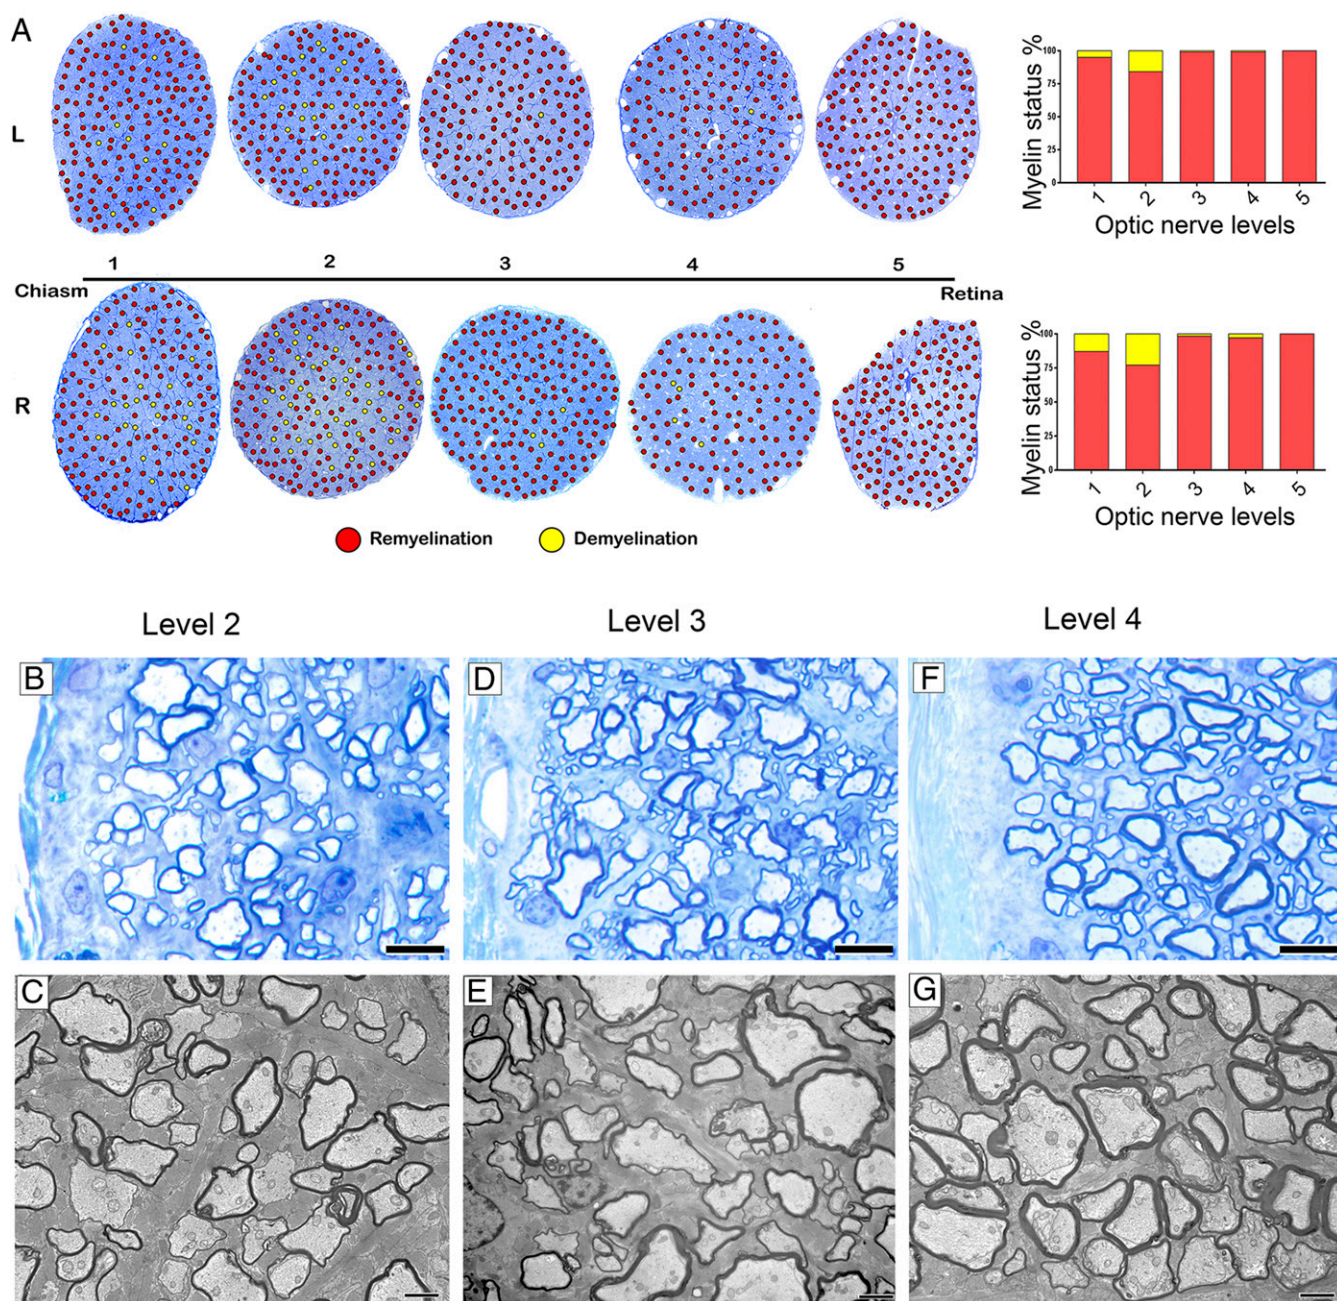 A
L
Myelin status %
100
75
50
25
0
1 2 3 4 5
Optic nerve levels
1 2 3 4 5
Chiasm
Retina
R
Myelin status %
100
75
50
25
0
1 2 3 4 5
Optic nerve levels
Remyelination Demyelination
Level 2 Level 3 Level 4
B D F
C E G